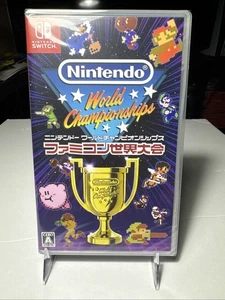 NINTENDO
SWITCH
Nintendo
World Championships
ニンテンドー ワールドチャンピオンシップス
ファミコン世界大会
A